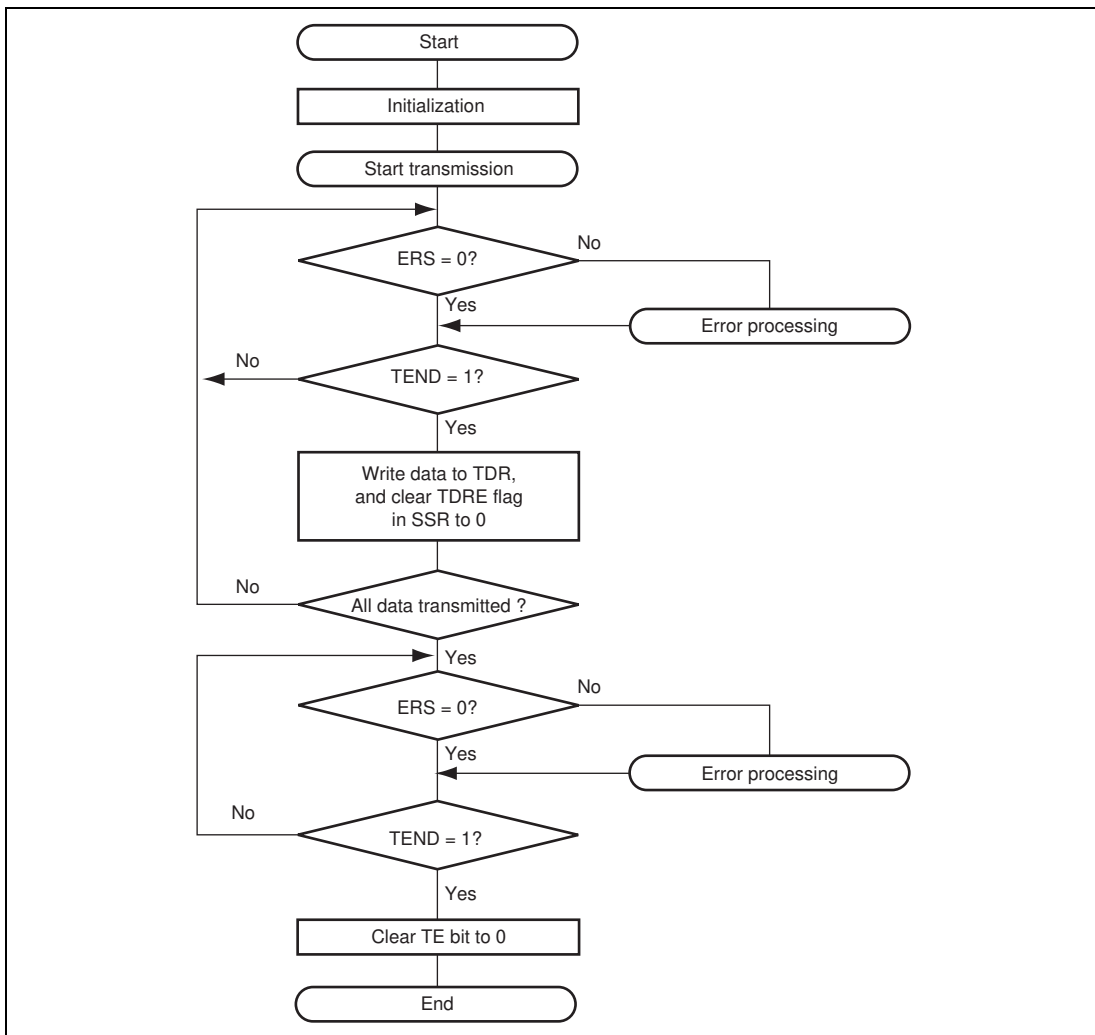 Start
Initialization
Start transmission
ERS = 0?
No
Yes
Error processing
No
TEND = 1?
Yes
Write data to TDR,
and clear TDRE flag
in SSR to 0
No
All data transmitted ?
Yes
ERS = 0?
No
Yes
Error processing
No
TEND = 1?
Yes
Clear TE bit to 0
End